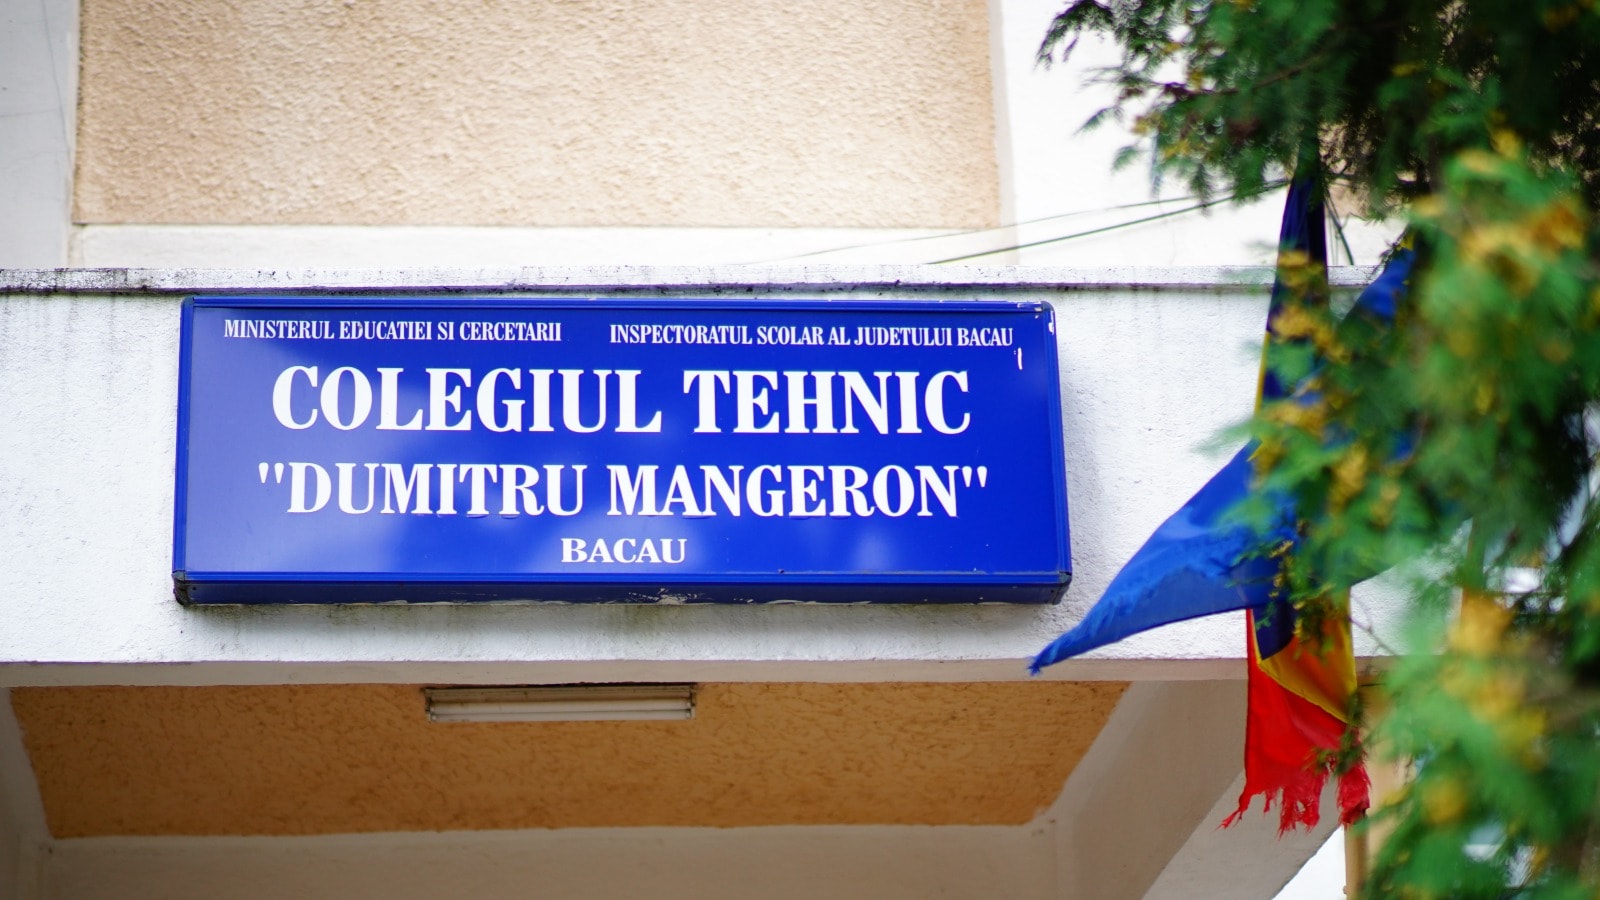 MINISTERUL EDUCATIEI SI CERCETARII INSPECTORATUL SCOLAR AL JUDETULUI BACAU
COLEGIUL TEHNIC
"DUMITRU MANGERON"
BACAU